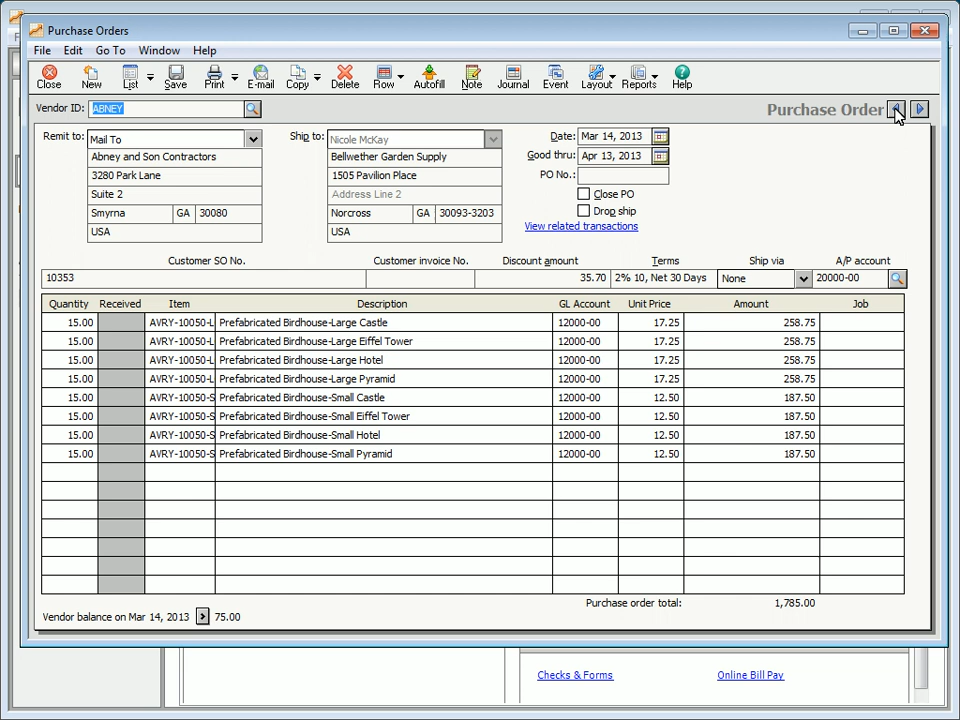 Purchase Orders
File Edit Go To Window Help
Close New List Save Print E-mail Copy Delete Row Autofill Note Journal Event Layout Reports Help
Vendor ID: ABNEY
Purchase Order
Remit to: Mail To
Abney and Son Contractors
3280 Park Lane
Suite 2
Smyrna GA 30080
USA
Ship to: Nicole McKay
Bellwether Garden Supply
1505 Pavilion Place
Address Line 2
Norcross GA 30093-3203
USA
Date: Mar 14, 2013
Good thru: Apr 13, 2013
PO No.:
Close PO
Drop ship
View related transactions
Customer SO No. Customer invoice No. Discount amount Terms Ship via A/P account
10353 35.70 2% 10, Net 30 Days None 20000-00
Quantity Received Item Description GL Account Unit Price Amount Job
15.00 AVRY-10050-L Prefabricated Birdhouse-Large Castle 12000-00 17.25 258.75
15.00 AVRY-10050-L Prefabricated Birdhouse-Large Eiffel Tower 12000-00 17.25 258.75
15.00 AVRY-10050-L Prefabricated Birdhouse-Large Hotel 12000-00 17.25 258.75
15.00 AVRY-10050-L Prefabricated Birdhouse-Large Pyramid 12000-00 17.25 258.75
15.00 AVRY-10050-S Prefabricated Birdhouse-Small Castle 12000-00 12.50 187.50
15.00 AVRY-10050-S Prefabricated Birdhouse-Small Eiffel Tower 12000-00 12.50 187.50
15.00 AVRY-10050-S Prefabricated Birdhouse-Small Hotel 12000-00 12.50 187.50
15.00 AVRY-10050-S Prefabricated Birdhouse-Small Pyramid 12000-00 12.50 187.50
Purchase order total: 1,785.00
Vendor balance on Mar 14, 2013 75.00
Checks & Forms Online Bill Pay